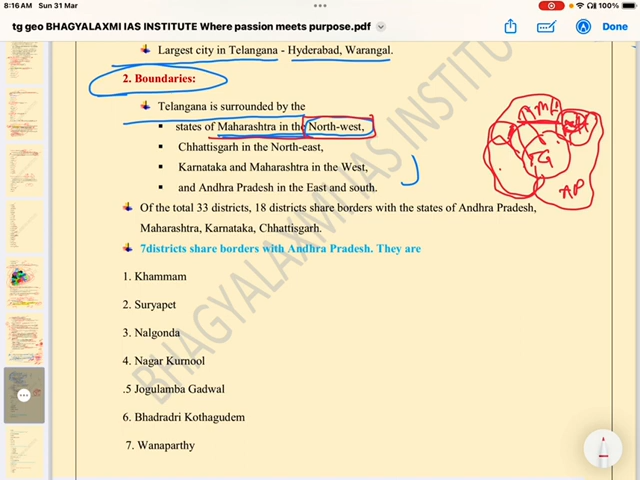 8:16 AM Sun 31 Mar
100%
tg geo BHAGYALAXMI IAS INSTITUTE Where passion meets purpose.pdf
Done
Largest city in Telangana - Hyderabad, Warangal.
2. Boundaries:
Telangana is surrounded by the
states of Maharashtra in the North-west,
Chhattisgarh in the North-east,
Karnataka and Maharashtra in the West,
and Andhra Pradesh in the East and south.
Of the total 33 districts, 18 districts share borders with the states of Andhra Pradesh,
Maharashtra, Karnataka, Chhattisgarh.
7districts share borders with Andhra Pradesh. They are
1. Khammam
2. Suryapet
3. Nalgonda
4. Nagar Kurnool
.5 Jogulamba Gadwal
6. Bhadradri Kothagudem
7. Wanaparthy
BHAGYALAXMI IAS INSTITU
MH
TG
AP